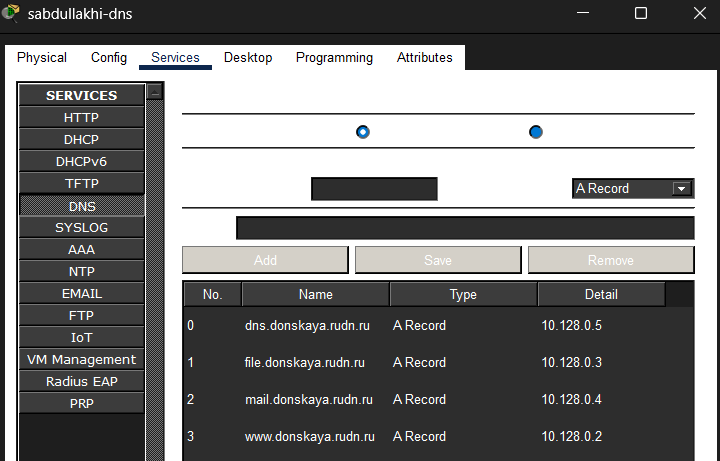 sabdullakhi-dns
Physical Config Services Desktop Programming Attributes
SERVICES
HTTP
DHCP
DHCPv6
TFTP
DNS
SYSLOG
AAA
NTP
EMAIL
FTP
IoT
VM Management
Radius EAP
PRP
A Record
Add Save Remove
No. Name Type Detail
0 dns.donskaya.rudn.ru A Record 10.128.0.5
1 file.donskaya.rudn.ru A Record 10.128.0.3
2 mail.donskaya.rudn.ru A Record 10.128.0.4
3 www.donskaya.rudn.ru A Record 10.128.0.2